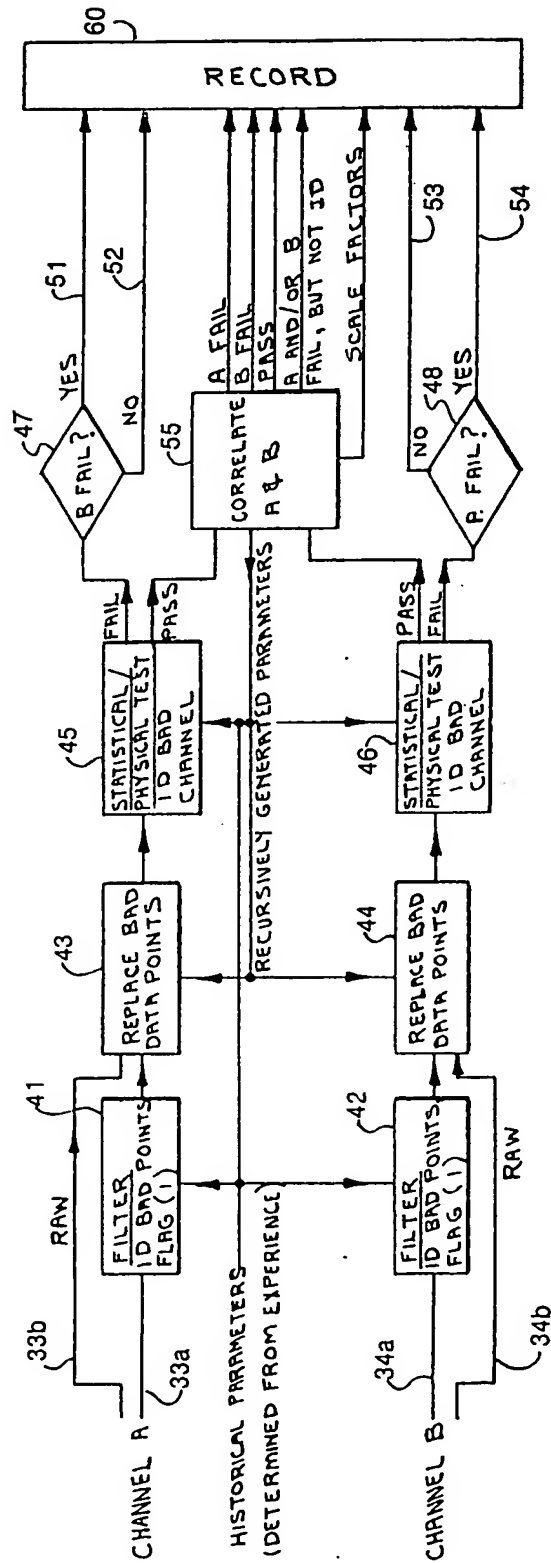 CHANNEL A
33b
33a
RAW
41
FILTER
ID BAD POINTS
FLAG (1)
43
REPLACE BAD
DATA POINTS
45
STATISTICAL/
PHYSICAL TEST
ID BAD
CHANNEL
FAIL
PASS
47
B FAIL?
YES
NO
51
52
60
RECORD
HISTORICAL PARAMETERS
(DETERMINED FROM EXPERIENCE)
RECURSIVELY GENERATED PARAMETERS
55
CORRELATE
A & B
A FAIL
B FAIL
PASS
A AND/OR B
FAIL, BUT NOT ID
SCALE FACTORS
CHANNEL B
34a
34b
RAW
42
FILTER
ID BAD POINTS
FLAG (1)
44
REPLACE BAD
DATA POINTS
46
STATISTICAL/
PHYSICAL TEST
ID BAD
CHANNEL
PASS
FAIL
48
A FAIL?
NO
YES
53
54